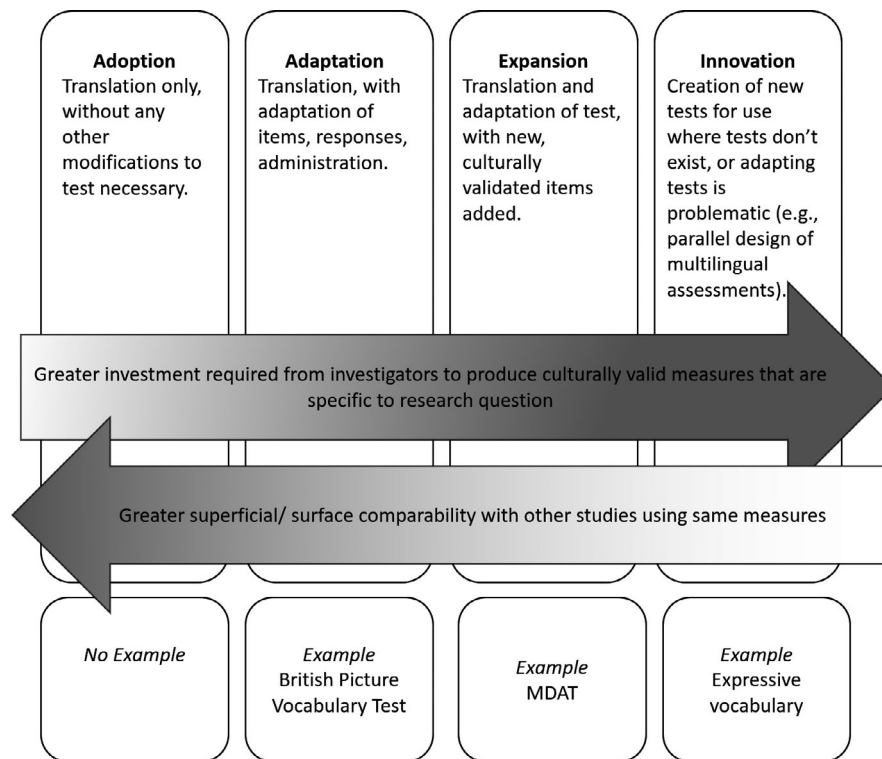 Adoption
Translation only,
without any
other
modifications to
test necessary.
Adaptation
Translation, with
adaptation of
items, responses,
administration.
Expansion
Translation and
adaptation of test,
with new,
culturally
validated items
added.
Innovation
Creation of new
tests for use
where tests don’t
exist, or adapting
tests is
problematic (e.g.,
parallel design of
multilingual
assessments).
Greater investment required from investigators to produce culturally valid measures that are
specific to research question
Greater superficial/ surface comparability with other studies using same measures
No Example
Example
British Picture
Vocabulary Test
Example
MDAT
Example
Expressive
vocabulary